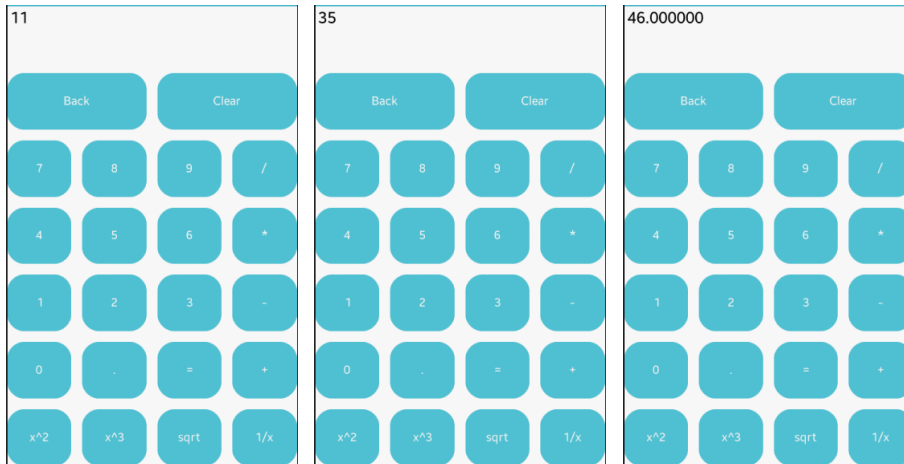 11
Back Clear
7 8 9 /
4 5 6 *
1 2 3 -
0 . = +
x^2 x^3 sqrt 1/x
35
Back Clear
7 8 9 /
4 5 6 *
1 2 3 -
0 . = +
x^2 x^3 sqrt 1/x
46.000000
Back Clear
7 8 9 /
4 5 6 *
1 2 3 -
0 . = +
x^2 x^3 sqrt 1/x